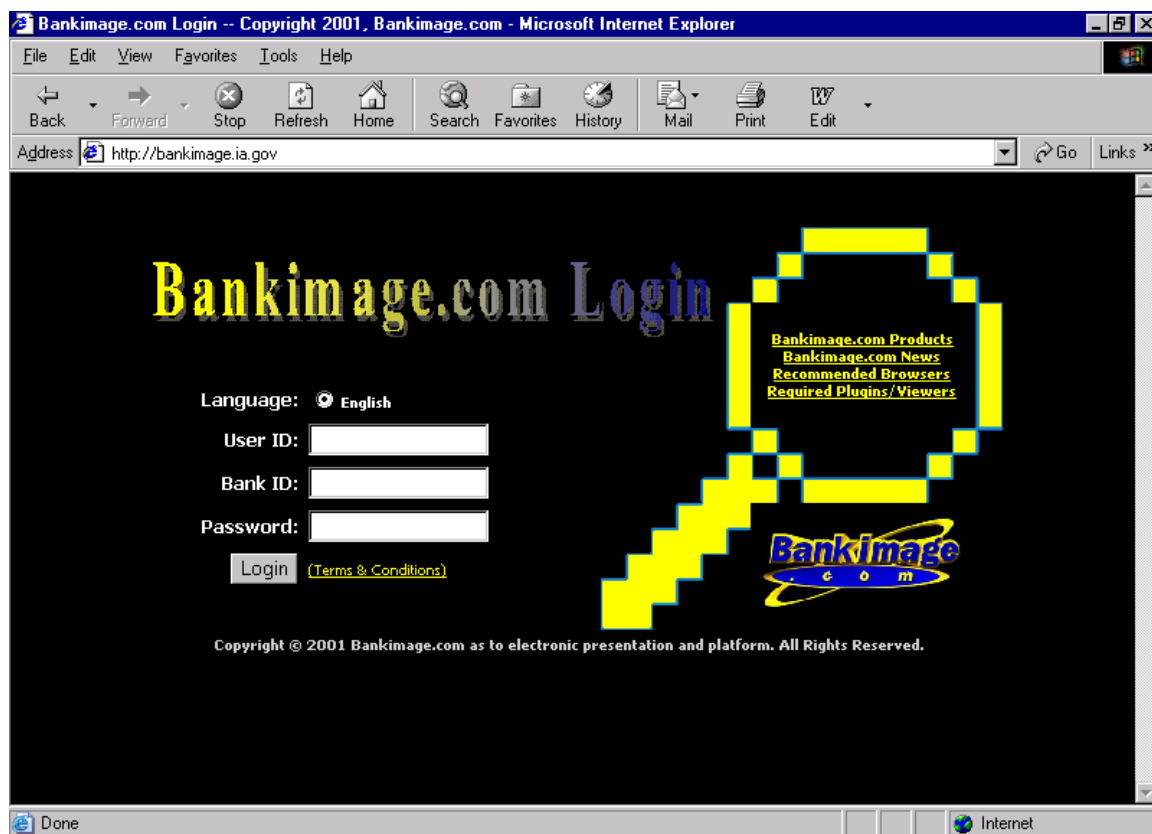 Bankimage.com Login -- Copyright 2001, Bankimage.com - Microsoft Internet Explorer
File Edit View Favorites Tools Help
Back Forward Stop Refresh Home Search Favorites History Mail Print Edit
Address http://bankimage.ia.gov Go Links »
Bankimage.com Login
Bankimage.com Products
Bankimage.com News
Recommended Browsers
Required Plugins/Viewers
Language: English
User ID:
Bank ID:
Password:
Login (Terms & Conditions)
BankImage
.com
Copyright © 2001 Bankimage.com as to electronic presentation and platform. All Rights Reserved.
Done Internet